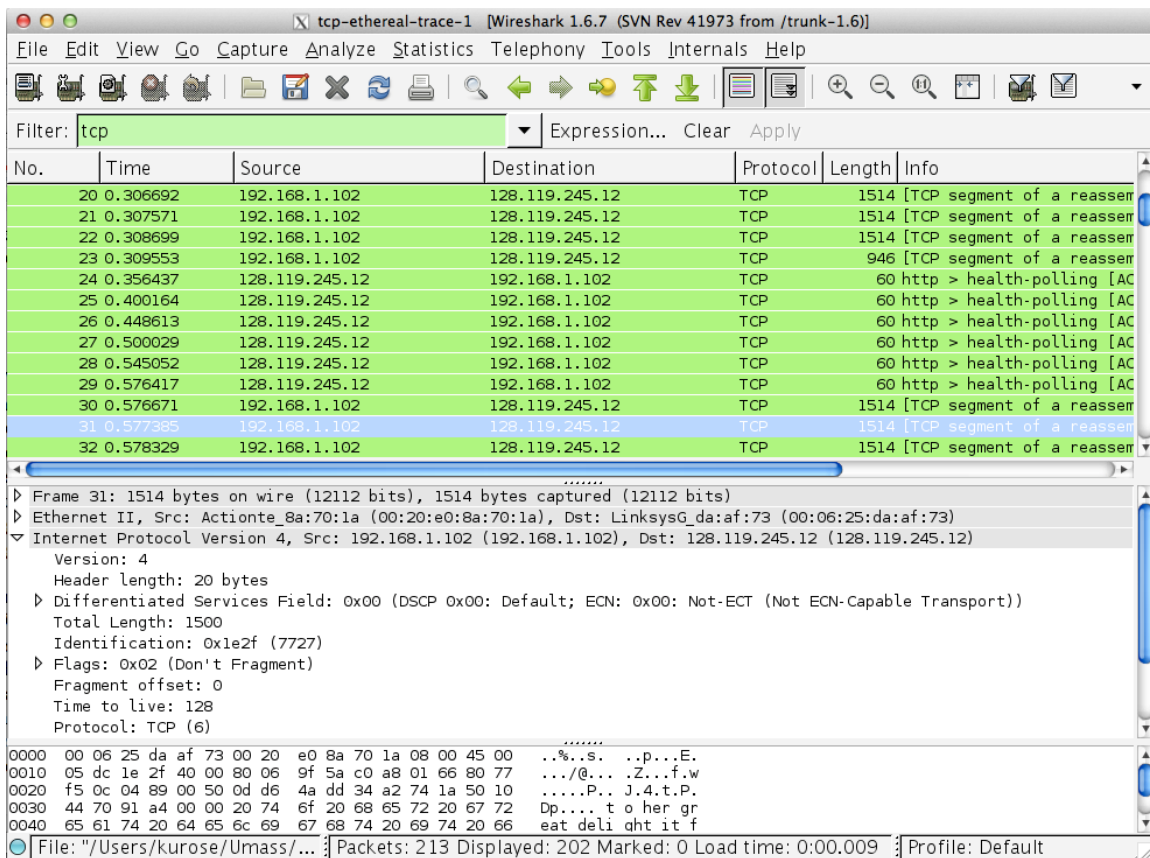 tcp-ethereal-trace-1 [Wireshark 1.6.7 (SVN Rev 41973 from /trunk-1.6)]
File Edit View Go Capture Analyze Statistics Telephony Tools Internals Help
Filter: tcp Expression... Clear Apply
No. Time Source Destination Protocol Length Info
20 0.306692 192.168.1.102 128.119.245.12 TCP 1514 [TCP segment of a reassem
21 0.307571 192.168.1.102 128.119.245.12 TCP 1514 [TCP segment of a reassem
22 0.308699 192.168.1.102 128.119.245.12 TCP 1514 [TCP segment of a reassem
23 0.309553 192.168.1.102 128.119.245.12 TCP 946 [TCP segment of a reassem
24 0.356437 128.119.245.12 192.168.1.102 TCP 60 http > health-polling [AC
25 0.400164 128.119.245.12 192.168.1.102 TCP 60 http > health-polling [AC
26 0.448613 128.119.245.12 192.168.1.102 TCP 60 http > health-polling [AC
27 0.500029 128.119.245.12 192.168.1.102 TCP 60 http > health-polling [AC
28 0.545052 128.119.245.12 192.168.1.102 TCP 60 http > health-polling [AC
29 0.576417 128.119.245.12 192.168.1.102 TCP 60 http > health-polling [AC
30 0.576671 192.168.1.102 128.119.245.12 TCP 1514 [TCP segment of a reassem
31 0.577385 192.168.1.102 128.119.245.12 TCP 1514 [TCP segment of a reassem
32 0.578329 192.168.1.102 128.119.245.12 TCP 1514 [TCP segment of a reassem
Frame 31: 1514 bytes on wire (12112 bits), 1514 bytes captured (12112 bits)
Ethernet II, Src: Actionte_8a:70:1a (00:20:e0:8a:70:1a), Dst: LinksysG_da:af:73 (00:06:25:da:af:73)
Internet Protocol Version 4, Src: 192.168.1.102 (192.168.1.102), Dst: 128.119.245.12 (128.119.245.12)
Version: 4
Header length: 20 bytes
Differentiated Services Field: 0x00 (DSCP 0x00: Default; ECN: 0x00: Not-ECT (Not ECN-Capable Transport))
Total Length: 1500
Identification: 0x1e2f (7727)
Flags: 0x02 (Don't Fragment)
Fragment offset: 0
Time to live: 128
Protocol: TCP (6)
0000 00 06 25 da af 73 00 20 e0 8a 70 1a 08 00 45 00 ..%..s. ..p...E.
0010 05 dc 1e 2f 40 00 80 06 9f 5a c0 a8 01 66 80 77 .../@... .Z...f.w
0020 f5 0c 04 89 00 50 0d d6 4a dd 34 a2 74 1a 50 10 .....P.. J.4.t.P.
0030 44 70 91 a4 00 00 20 74 6f 20 68 65 72 20 67 72 Dp.... t o her gr
0040 65 61 74 20 64 65 6c 69 67 68 74 20 69 74 20 66 eat deli ght it f
File: "/Users/kurose/Umass/... Packets: 213 Displayed: 202 Marked: 0 Load time: 0:00.009 Profile: Default